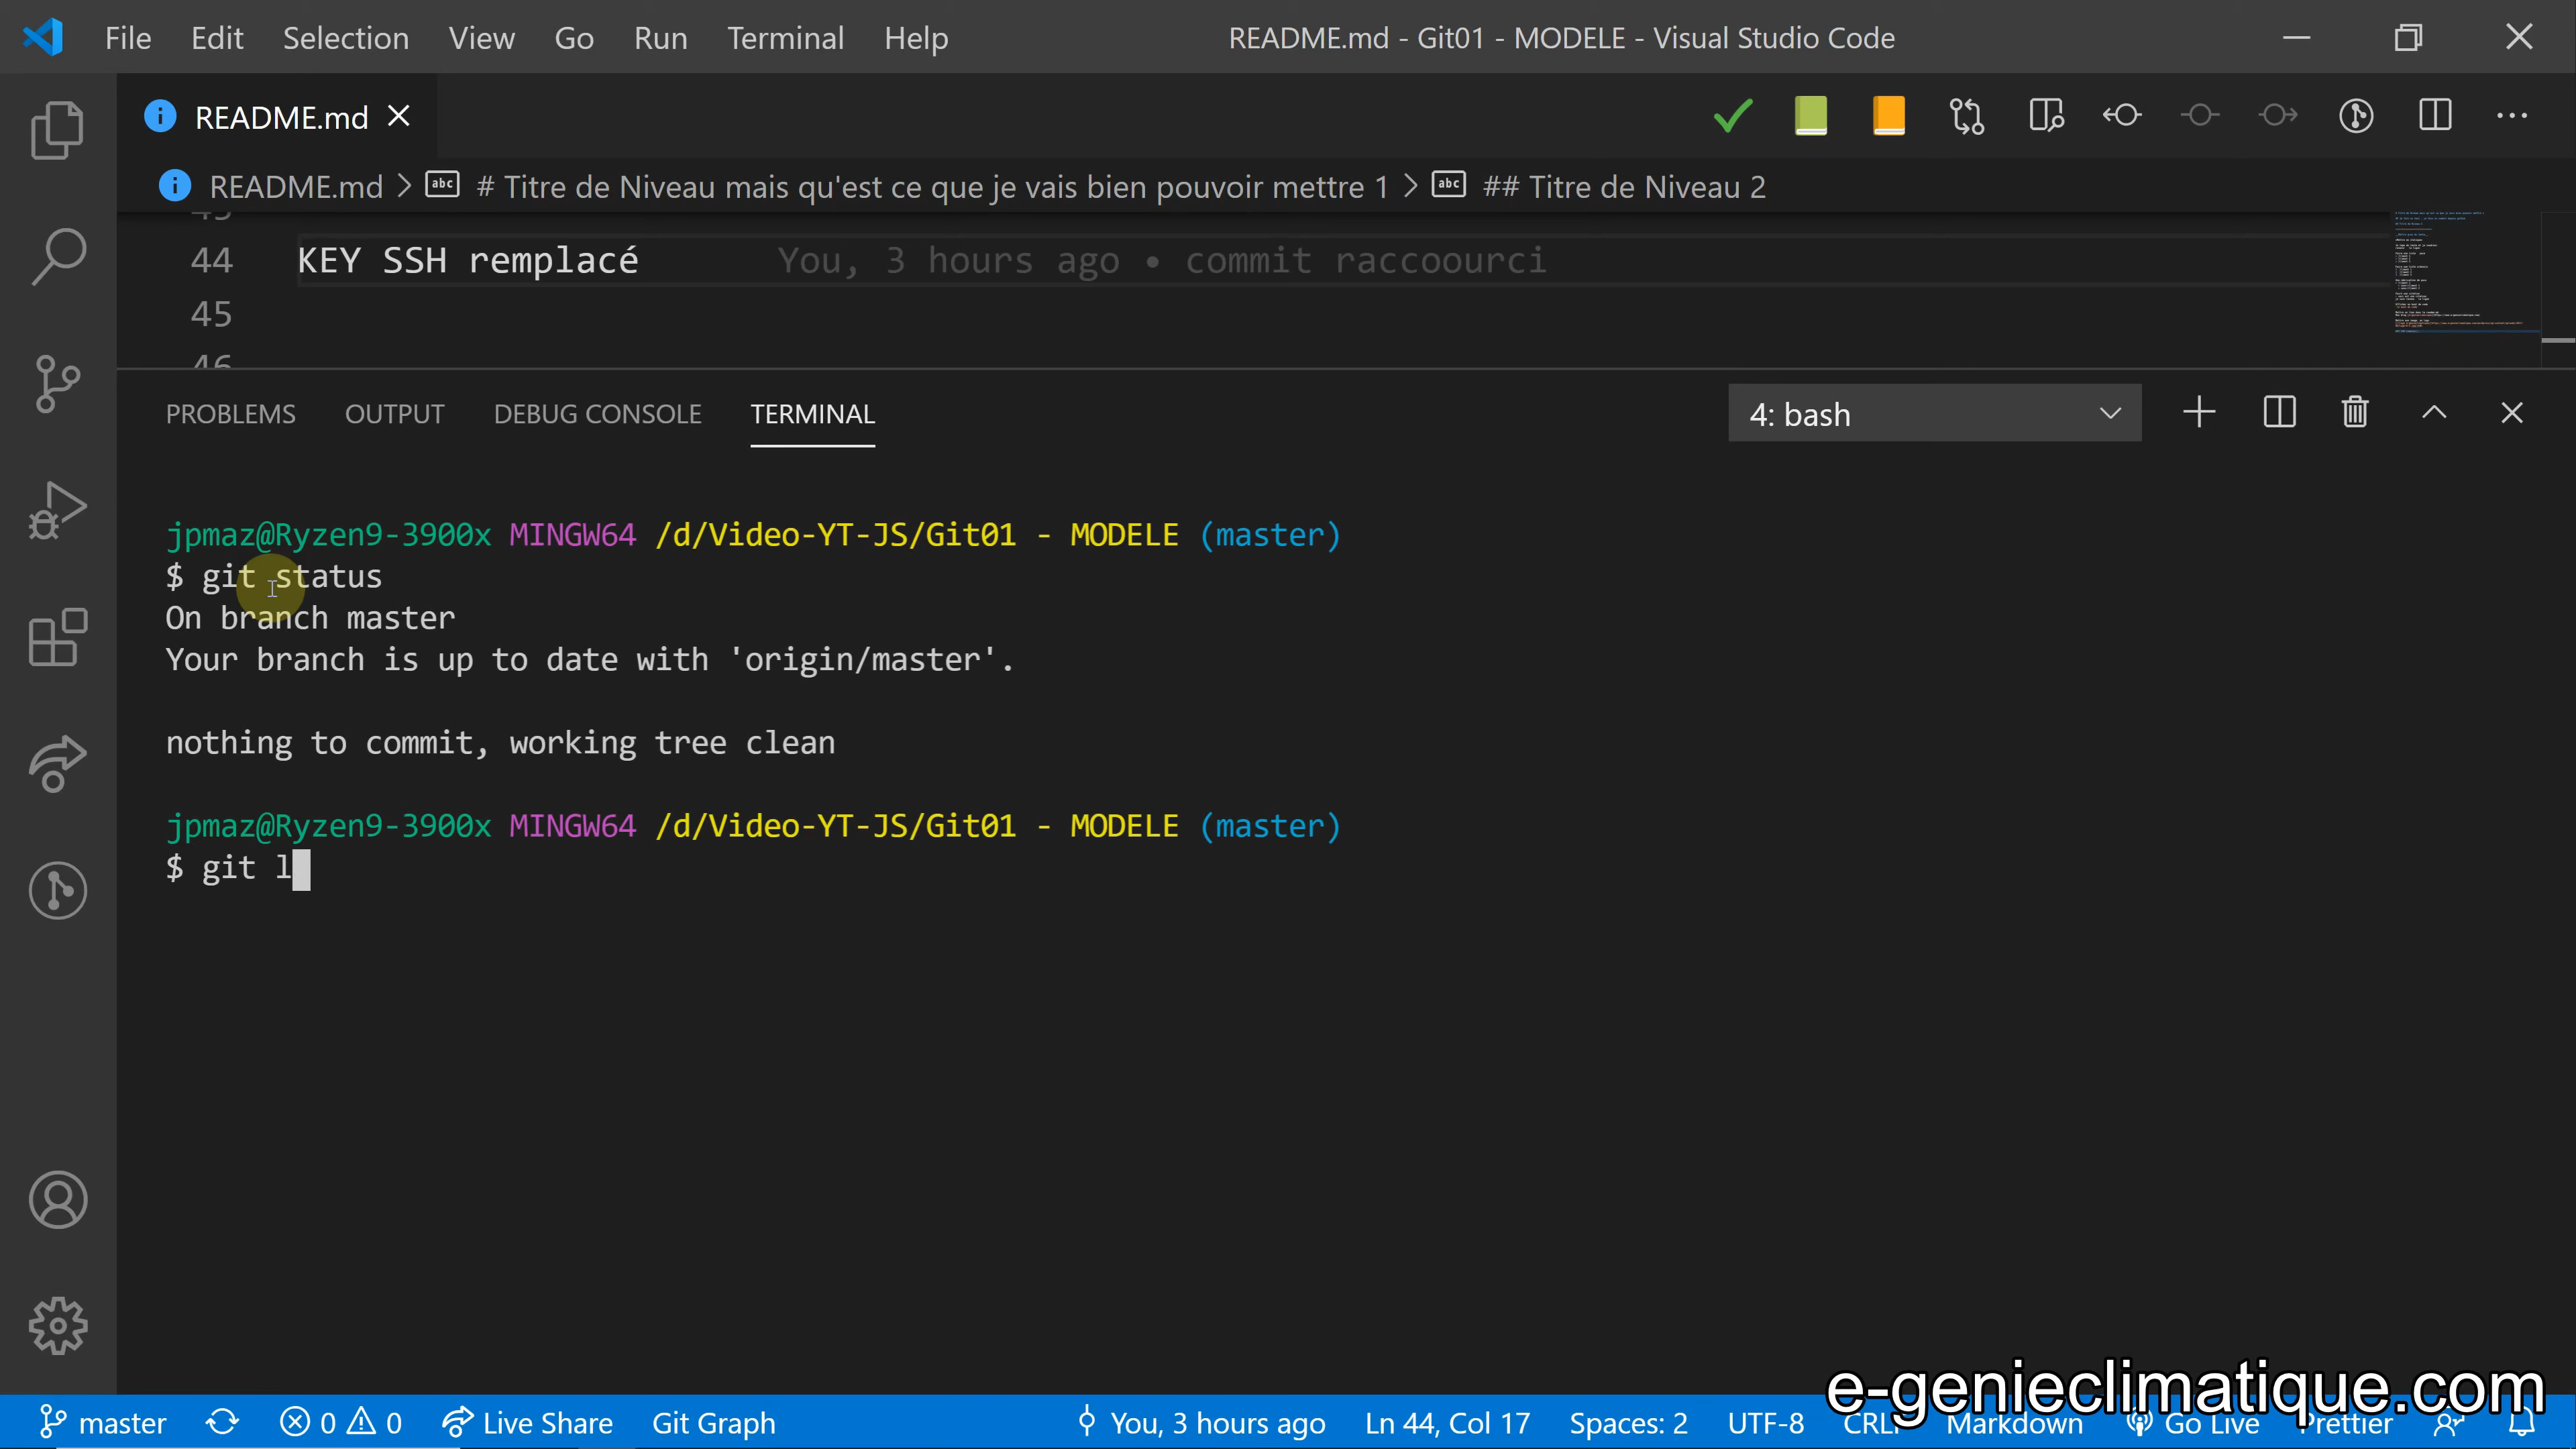 File Edit Selection View Go Run Terminal Help README.md - Git01 - MODELE - Visual Studio Code
README.md
README.md > # Titre de Niveau mais qu'est ce que je vais bien pouvoir mettre 1 > ## Titre de Niveau 2
44 KEY SSH remplacé You, 3 hours ago • commit raccoourci
45
46
PROBLEMS OUTPUT DEBUG CONSOLE TERMINAL 4: bash
jpmaz@Ryzen9-3900x MINGW64 /d/Video-YT-JS/Git01 - MODELE (master)
$ git status
On branch master
Your branch is up to date with 'origin/master'.
nothing to commit, working tree clean
jpmaz@Ryzen9-3900x MINGW64 /d/Video-YT-JS/Git01 - MODELE (master)
$ git l
e-genieclimatique.com
master 0 0 Live Share Git Graph You, 3 hours ago Ln 44, Col 17 Spaces: 2 UTF-8 CRLF Markdown Go Live Prettier